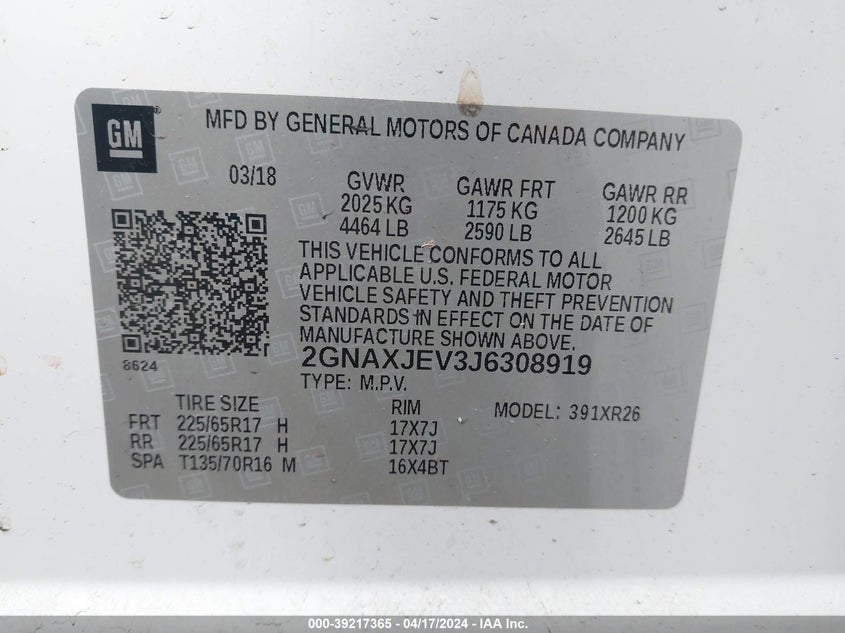 GM
MFD BY GENERAL MOTORS OF CANADA COMPANY
03/18 GVWR GAWR FRT GAWR RR
2025 KG 1175 KG 1200 KG
4464 LB 2590 LB 2645 LB
THIS VEHICLE CONFORMS TO ALL
APPLICABLE U.S. FEDERAL MOTOR
VEHICLE SAFETY AND THEFT PREVENTION
STANDARDS IN EFFECT ON THE DATE OF
MANUFACTURE SHOWN ABOVE.
8624 2GNAXJEV3J6308919
TYPE: M.P.V.
TIRE SIZE RIM MODEL: 391XR26
FRT 225/65R17 H 17X7J
RR 225/65R17 H 17X7J
SPA T135/70R16 M 16X4BT
000-39217365 - 04/17/2024 - IAA Inc.